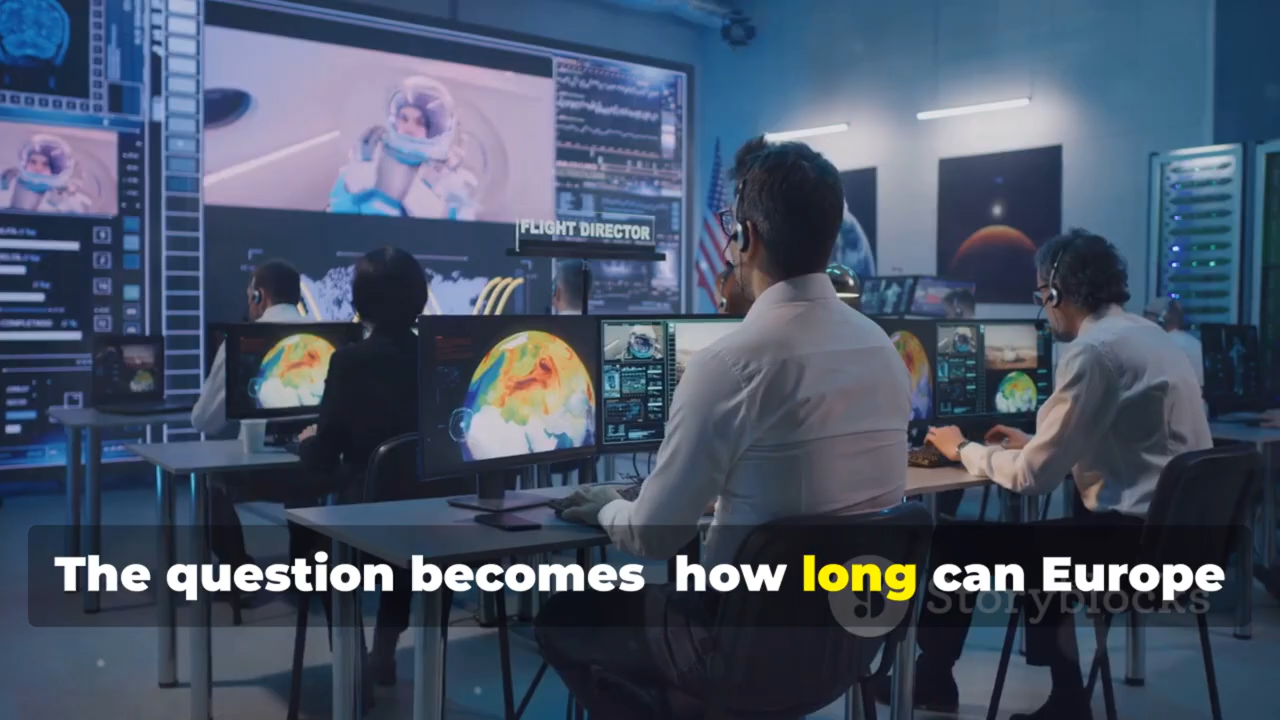 FLIGHT DIRECTOR
The question becomes how long can Europe
Storyblocks